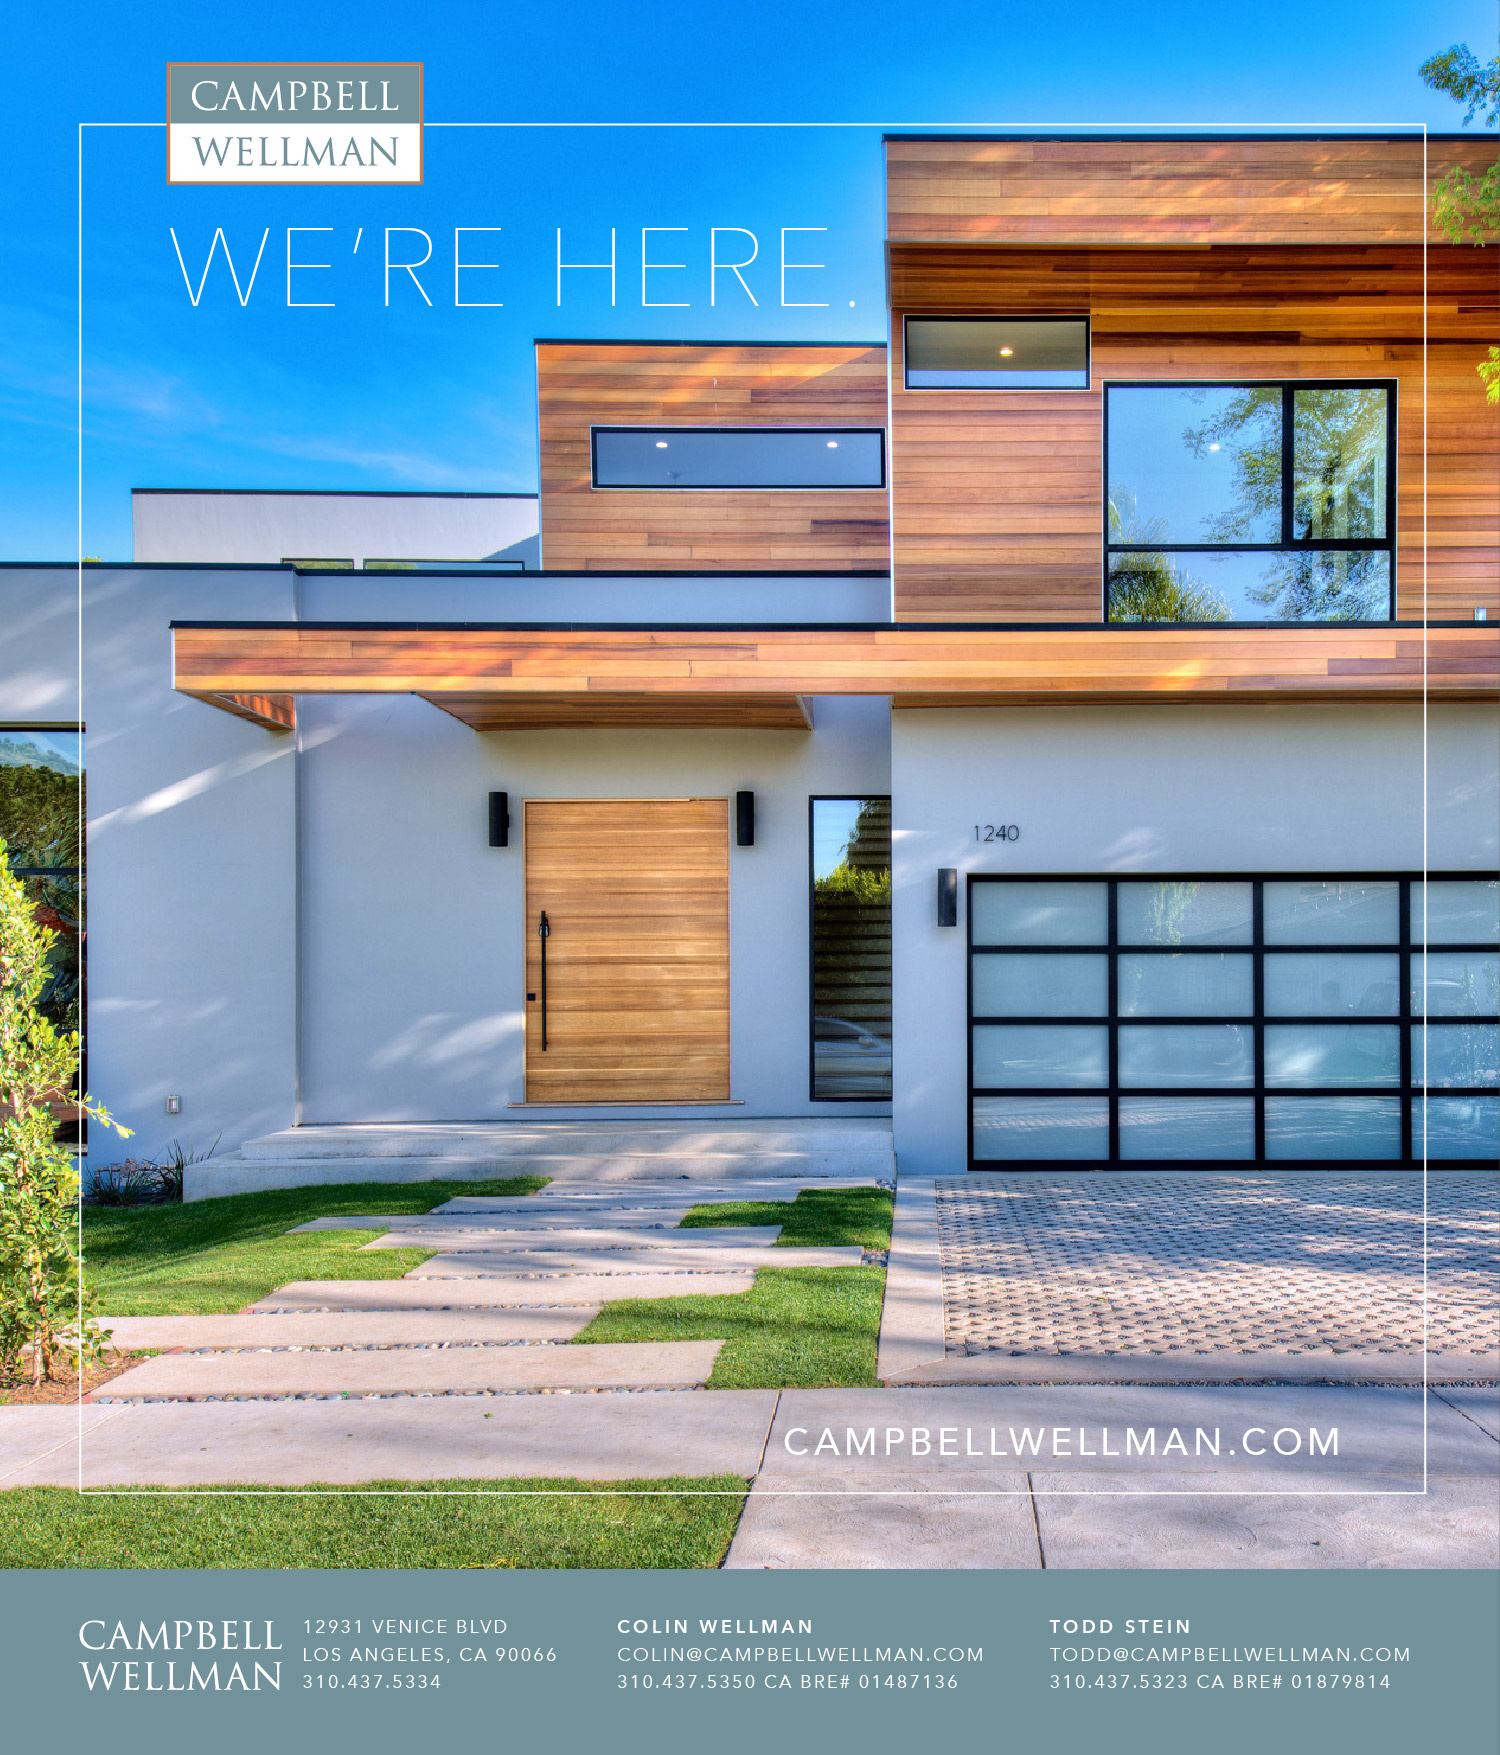 CAMPBELL
WELLMAN
WE’RE HERE.
1240
CAMPBELLWELLMAN.COM
CAMPBELL
WELLMAN
12931 VENICE BLVD
LOS ANGELES, CA 90066
310.437.5334
COLIN WELLMAN
COLIN@CAMPBELLWELLMAN.COM
310.437.5350 CA BRE# 01487136
TODD STEIN
TODD@CAMPBELLWELLMAN.COM
310.437.5323 CA BRE# 01879814